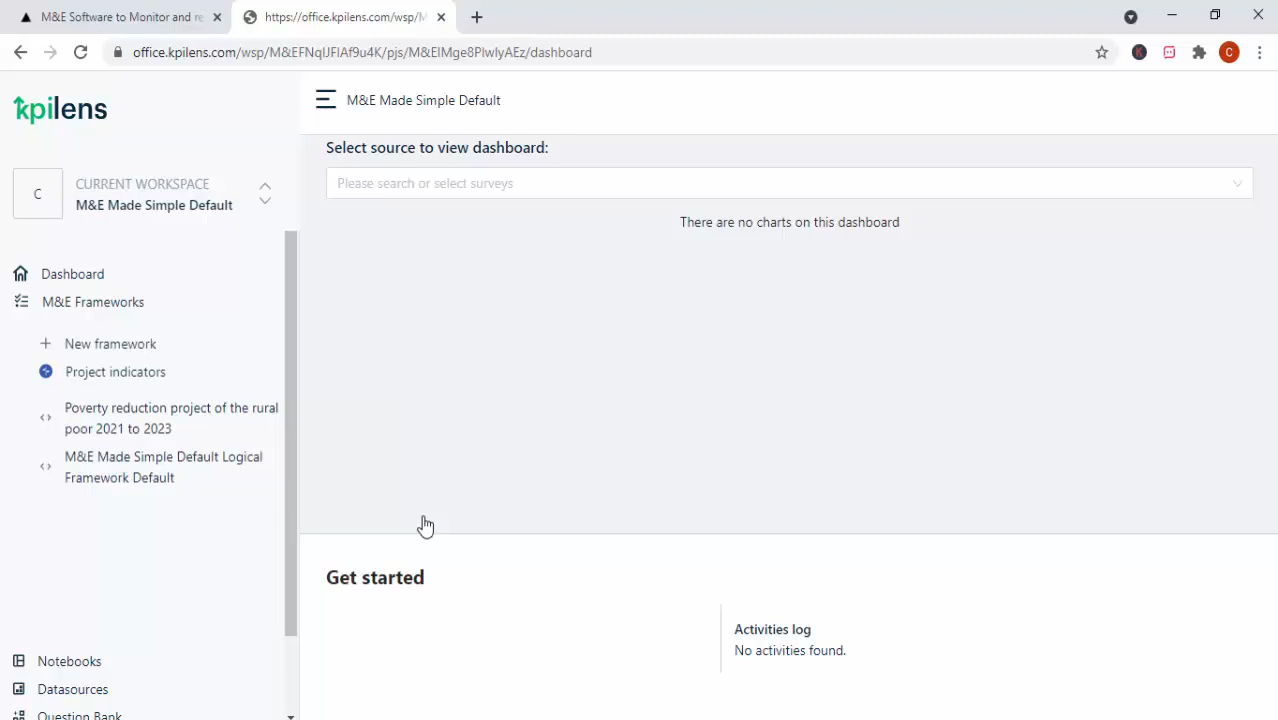 M&E Software to Monitor and re
https://office.kpilens.com/wsp/M
office.kpilens.com/wsp/M&EFNqlJFlAf9u4K/pjs/M&ElMge8PlwlyAEz/dashboard
K
C
kpilens
M&E Made Simple Default
C
CURRENT WORKSPACE
M&E Made Simple Default
Dashboard
M&E Frameworks
New framework
Project indicators
Poverty reduction project of the rural
poor 2021 to 2023
M&E Made Simple Default Logical
Framework Default
Notebooks
Datasources
Question Bank
Select source to view dashboard:
Please search or select surveys
There are no charts on this dashboard
Get started
Activities log
No activities found.